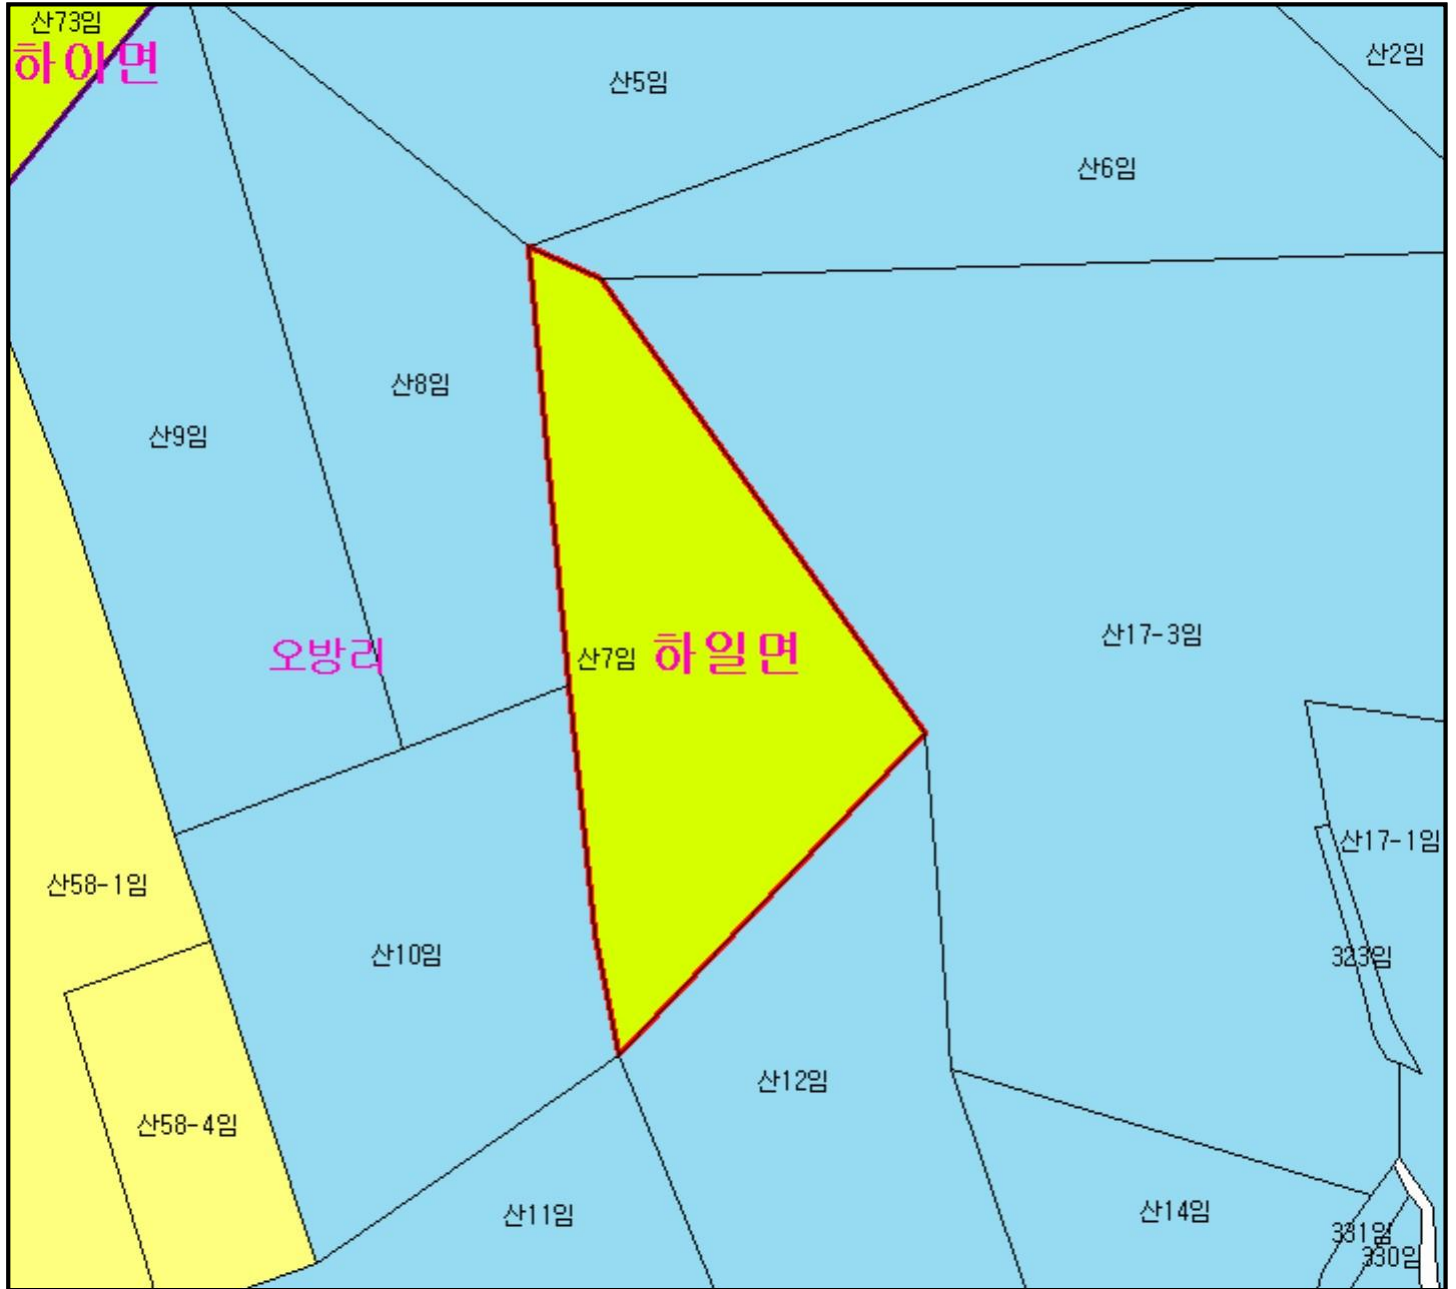 산73임
하이면
산5임
산2임
산6임
산8임
산9임
산17-3임
오방리
산7임
하일면
산17-1임
산58-1임
산10임
323임
산12임
산58-4임
산11임
산14임
331임
330임